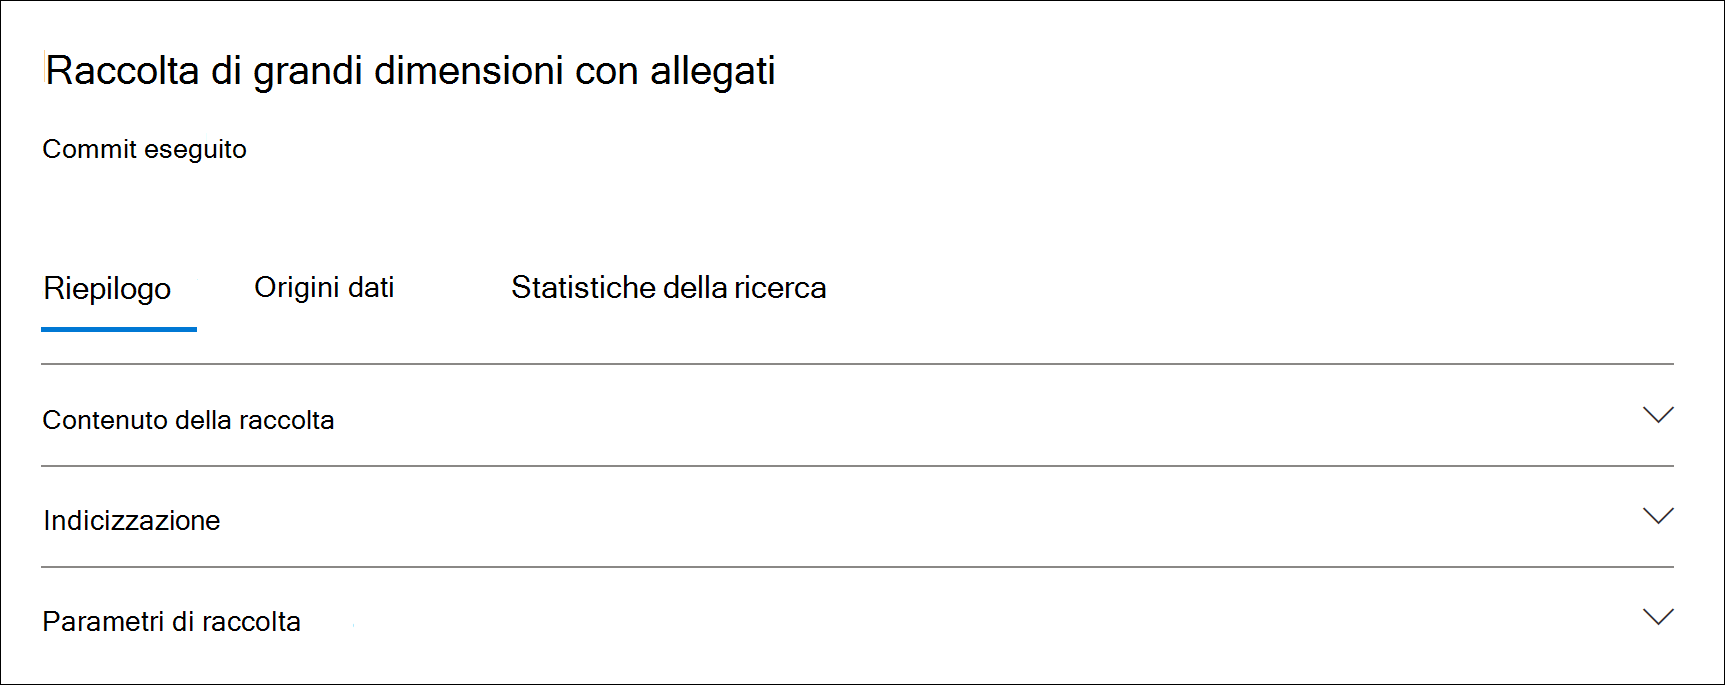 Raccolta di grandi dimensioni con allegati
Commit eseguito
Riepilogo Origini dati Statistiche della ricerca
Contenuto della raccolta
Indicizzazione
Parametri di raccolta